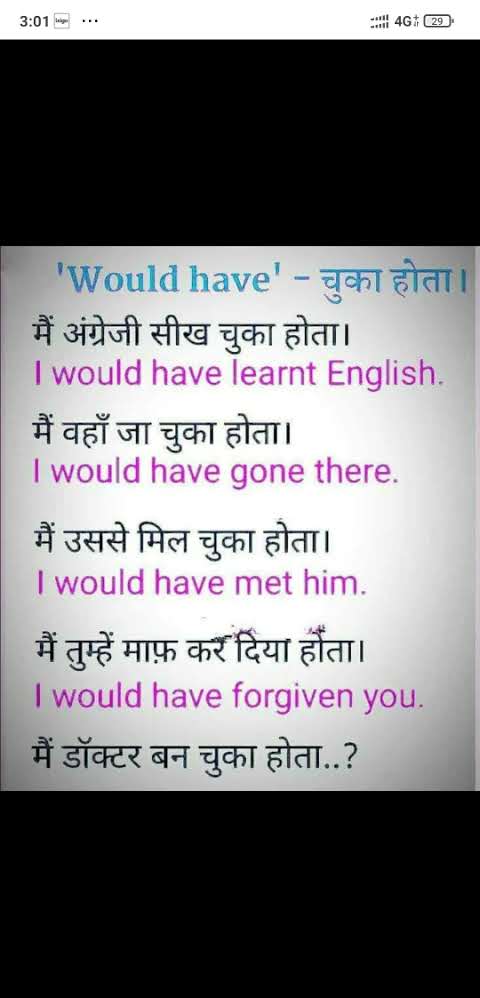 3:01 ... 4G 29
'Would have' - चुका होता।
मैं अंग्रेजी सीख चुका होता।
I would have learnt English.
मैं वहाँ जा चुका होता।
I would have gone there.
मैं उससे मिल चुका होता।
I would have met him.
मैं तुम्हें माफ़ कर दिया होता।
I would have forgiven you.
मैं डॉक्टर बन चुका होता..?